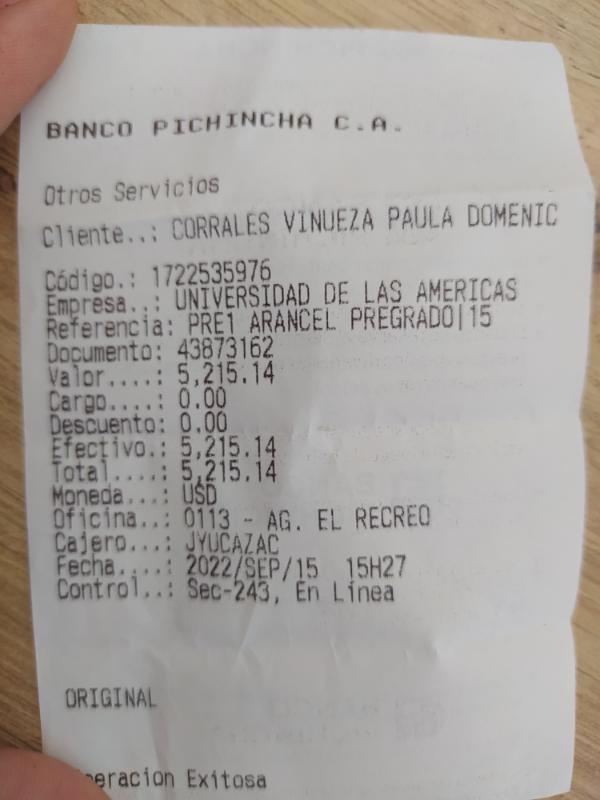 BANCO PICHINCHA C.A.
Otros Servicios
Cliente..: CORRALES VINUEZA PAULA DOMENIC
Código.: 1722535976
Empresa..: UNIVERSIDAD DE LAS AMERICAS
Referencia: PRE1 ARANCEL PREGRADO|15
Documento: 43873162
Valor....: 5,215.14
Cargo....: 0.00
Descuento: 0.00
Efectivo.: 5,215.14
Total....: 5,215.14
Moneda...: USD
Oficina..: 0113 - AG. EL RECREO
Cajero...: JYUCAZAC
Fecha....: 2022/SEP/15 15H27
Control..: Sec-243, En Línea
ORIGINAL
peracion Exitosa